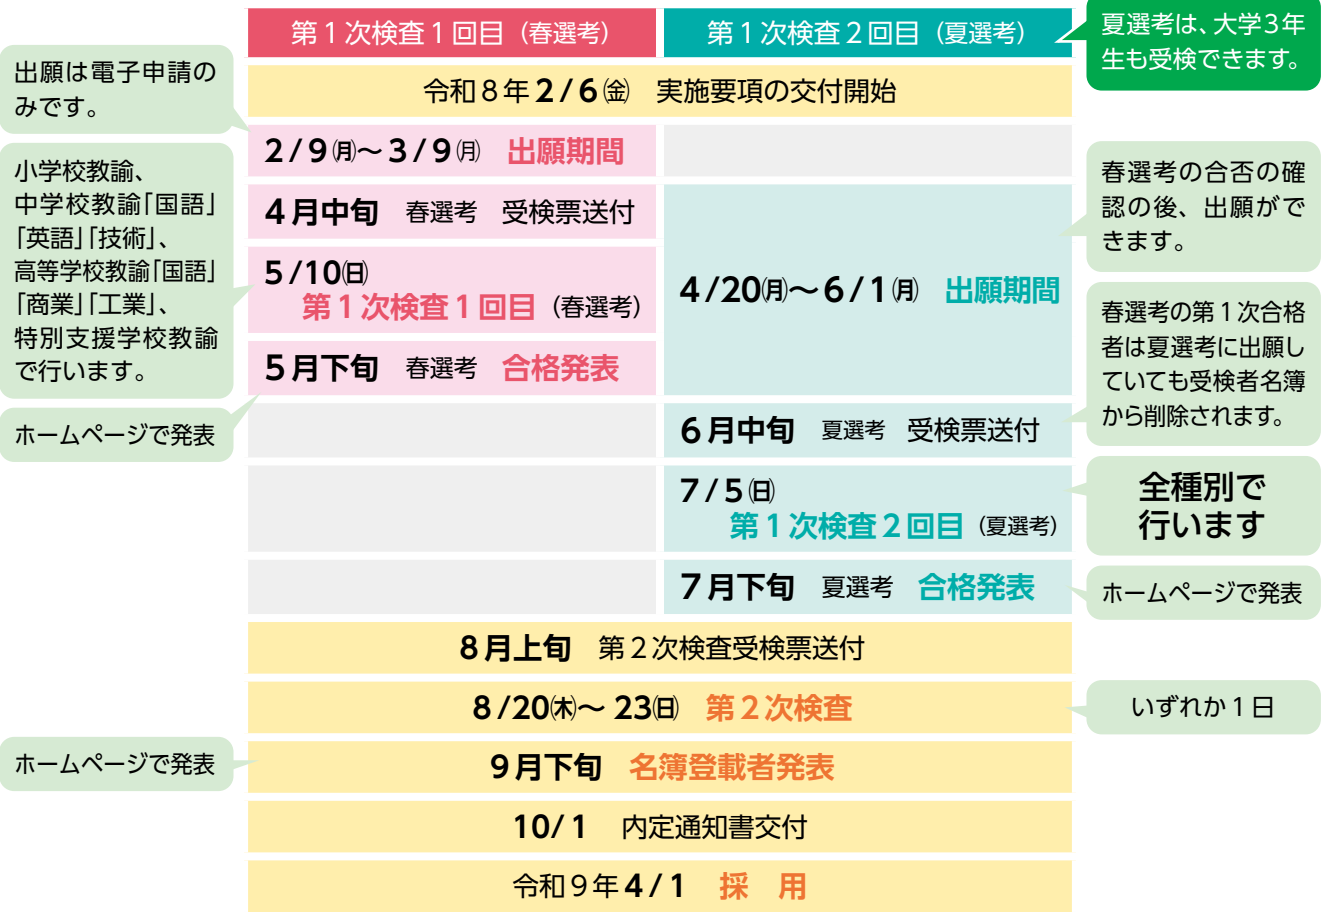 第1次検査1回目（春選考）
第1次検査2回目（夏選考）
夏選考は、大学3年
生も受検できます。
出願は電子申請の
みです。
令和8年2/6㈮　実施要項の交付開始
2/9㈪～3/9㈪　出願期間
小学校教諭、
中学校教諭「国語」
「英語」「技術」、
高等学校教諭「国語」
「商業」「工業」、
特別支援学校教諭
で行います。
4月中旬　春選考　受検票送付
5/10㈰
第1次検査1回目（春選考）
5月下旬　春選考　合格発表
ホームページで発表
4/20㈪～6/1㈪　出願期間
春選考の合否の確
認の後、出願がで
きます。
春選考の第1次合格
者は夏選考に出願し
ていても受検者名簿
から削除されます。
6月中旬　夏選考　受検票送付
7/5㈰
第1次検査2回目（夏選考）
全種別で
行います
7月下旬　夏選考　合格発表
ホームページで発表
8月上旬　第2次検査受検票送付
8/20㈭～23㈰　第2次検査
いずれか1日
ホームページで発表
9月下旬　名簿登載者発表
10/1　内定通知書交付
令和9年4/1　採　用